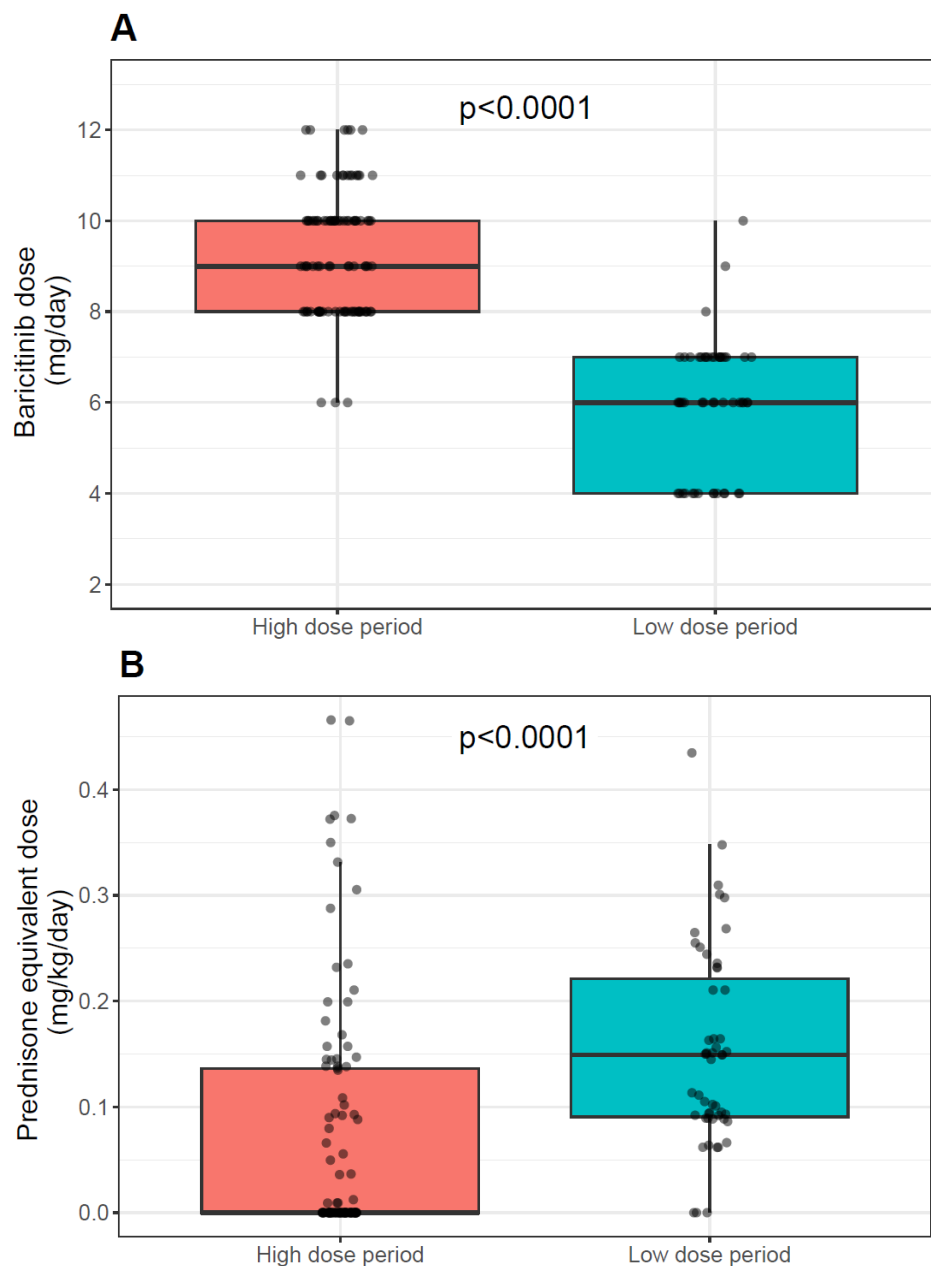 A
p<0.0001
Baricitinib dose
(mg/day)
12
10
8
6
4
2
High dose period
Low dose period
B
p<0.0001
Prednisone equivalent dose
(mg/kg/day)
0.4
0.3
0.2
0.1
0.0
High dose period
Low dose period